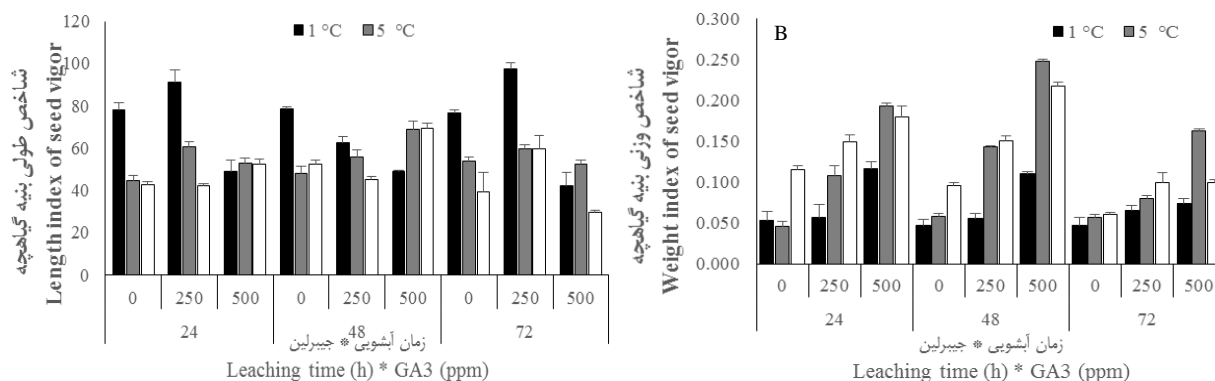 شاخص طولی بنیه گیاهچه
Length index of seed vigor
120
100
80
60
40
20
0
1 °C 5 °C
0 250 500 0 250 500 0 250 500
24 48 72
زمان آبشویی * جیبرلین
Leaching time (h) * GA3 (ppm)
شاخص وزنی بنیه گیاهچه
Weight index of seed vigor
0.300
0.250
0.200
0.150
0.100
0.050
0.000
B
1 °C 5 °C
0 250 500 0 250 500 0 250 500
24 48 72
زمان آبشویی * جیبرلین
Leaching time (h) * GA3 (ppm)